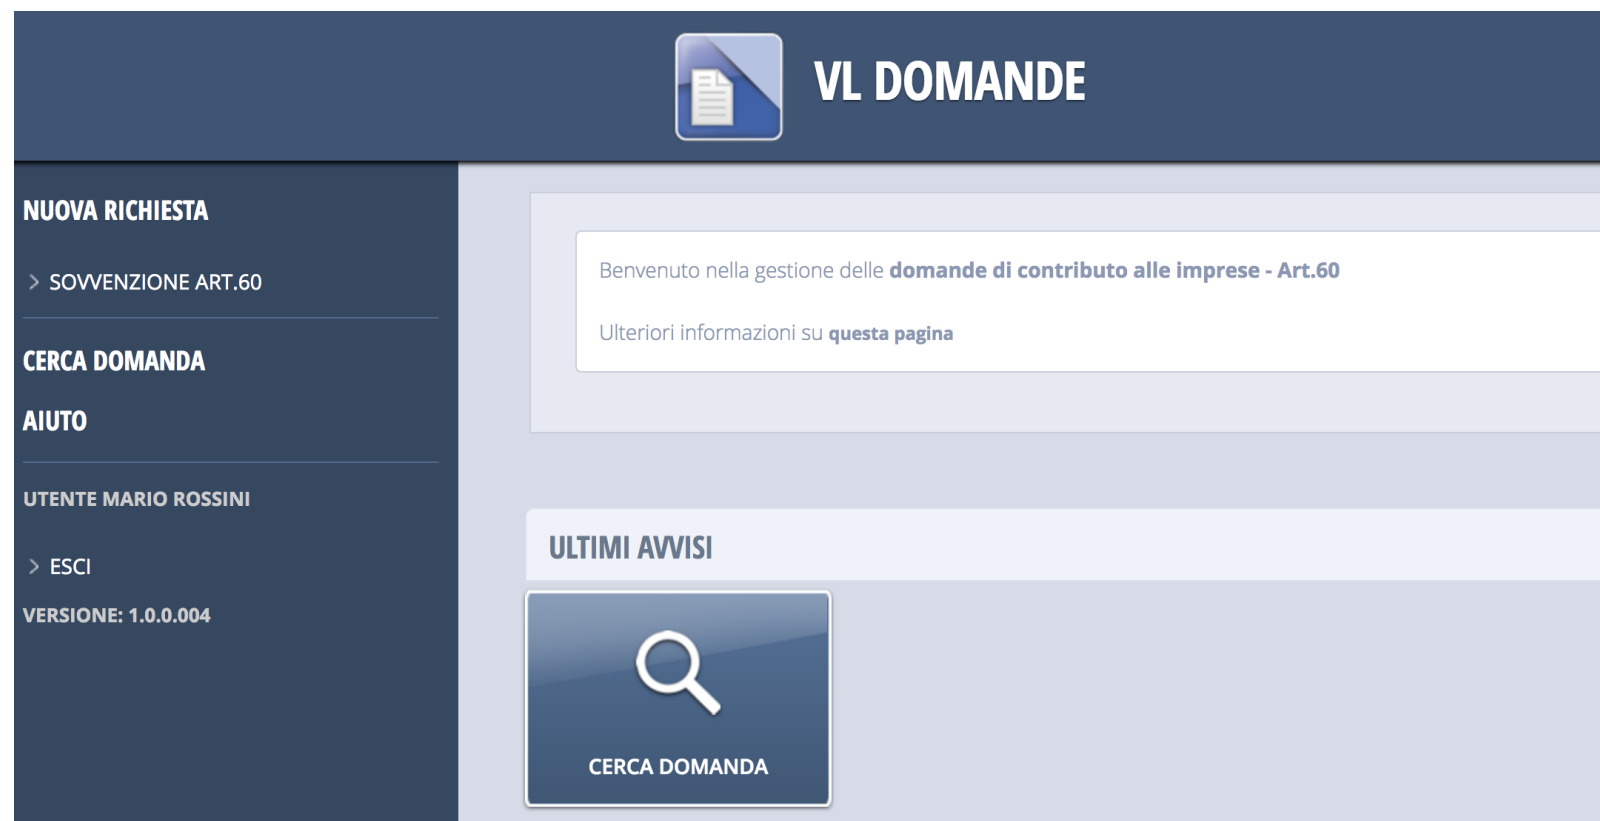 VL DOMANDE
NUOVA RICHIESTA
SOVVENZIONE ART.60
CERCA DOMANDA
AIUTO
UTENTE MARIO ROSSINI
ESCI
VERSIONE: 1.0.0.004
Benvenuto nella gestione delle domande di contributo alle imprese - Art.60
Ulteriori informazioni su questa pagina
ULTIMI AVVISI
CERCA DOMANDA